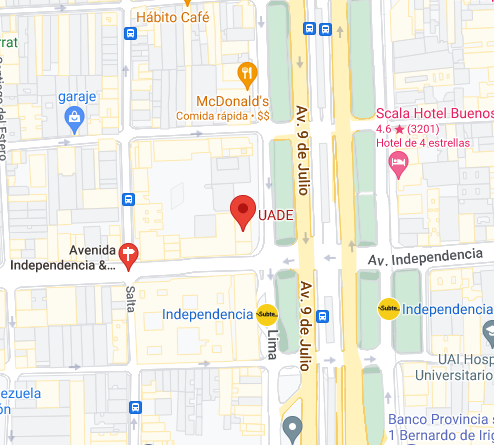 Hábito Café
rrat
McDonald's
Comida rápida • $$
garaje
Av. 9 de Julio
Scala Hotel Buenos
4.6 ★ (3201)
Hotel de 4 estrellas
Santiago del Estero
UADE
Avenida
Independencia &...
Av. Independencia
Salta
Independencia
Subte
Lima
Av. 9 de Julio
Subte
Independencia
UAI Hosp
Universitario
nezuela
ón
Banco Provincia s
1 Bernardo de Irig